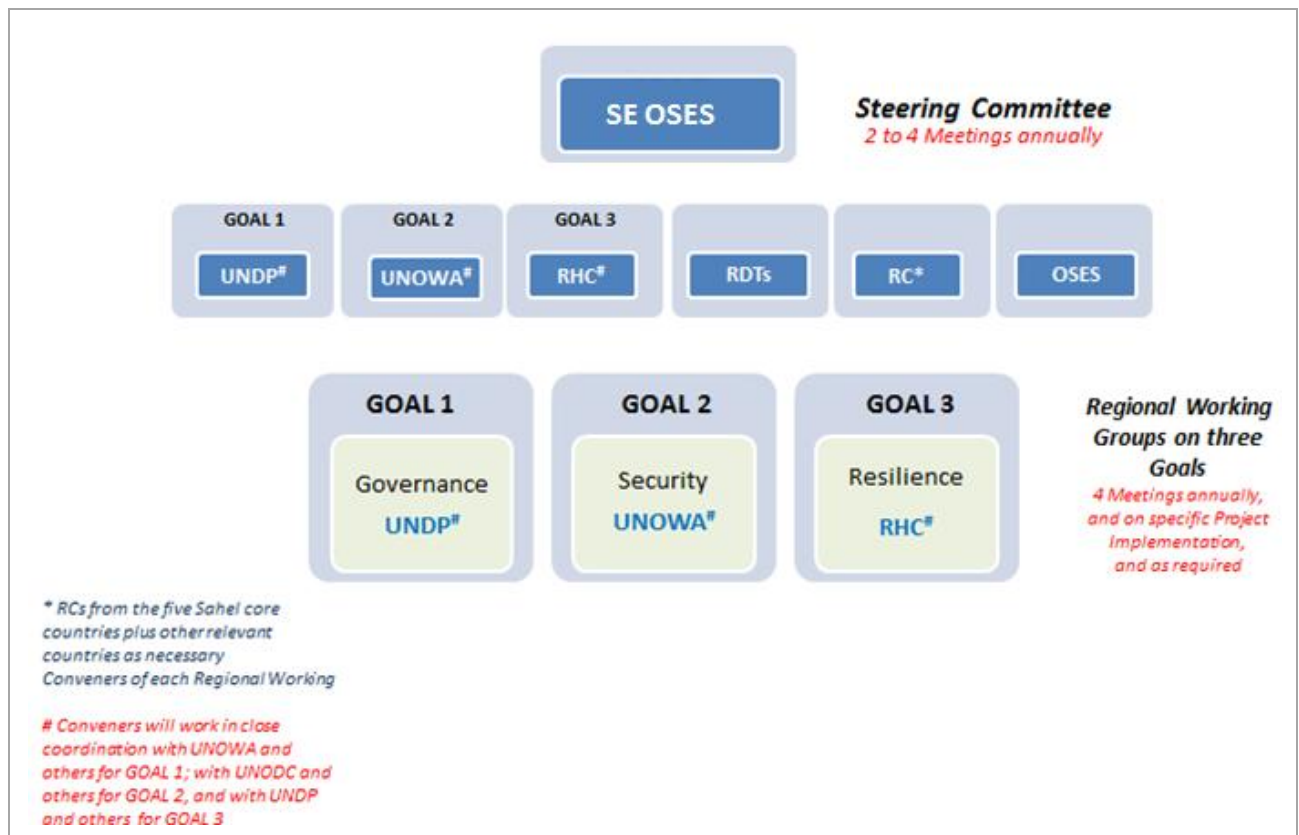 SE OSES
Steering Committee
2 to 4 Meetings annually
GOAL 1
GOAL 2
GOAL 3
UNDP#
UNOWA#
RHC#
RDTs
RC*
OSES
GOAL 1
Governance
UNDP#
GOAL 2
Security
UNOWA#
GOAL 3
Resilience
RHC#
Regional Working
Groups on three
Goals
4 Meetings annually,
and on specific Project
Implementation,
and as required
* RCs from the five Sahel core
countries plus other relevant
countries as necessary
Conveners of each Regional Working
# Conveners will work in close
coordination with UNOWA and
others for GOAL 1; with UNODC and
others for GOAL 2, and with UNDP
and others for GOAL 3